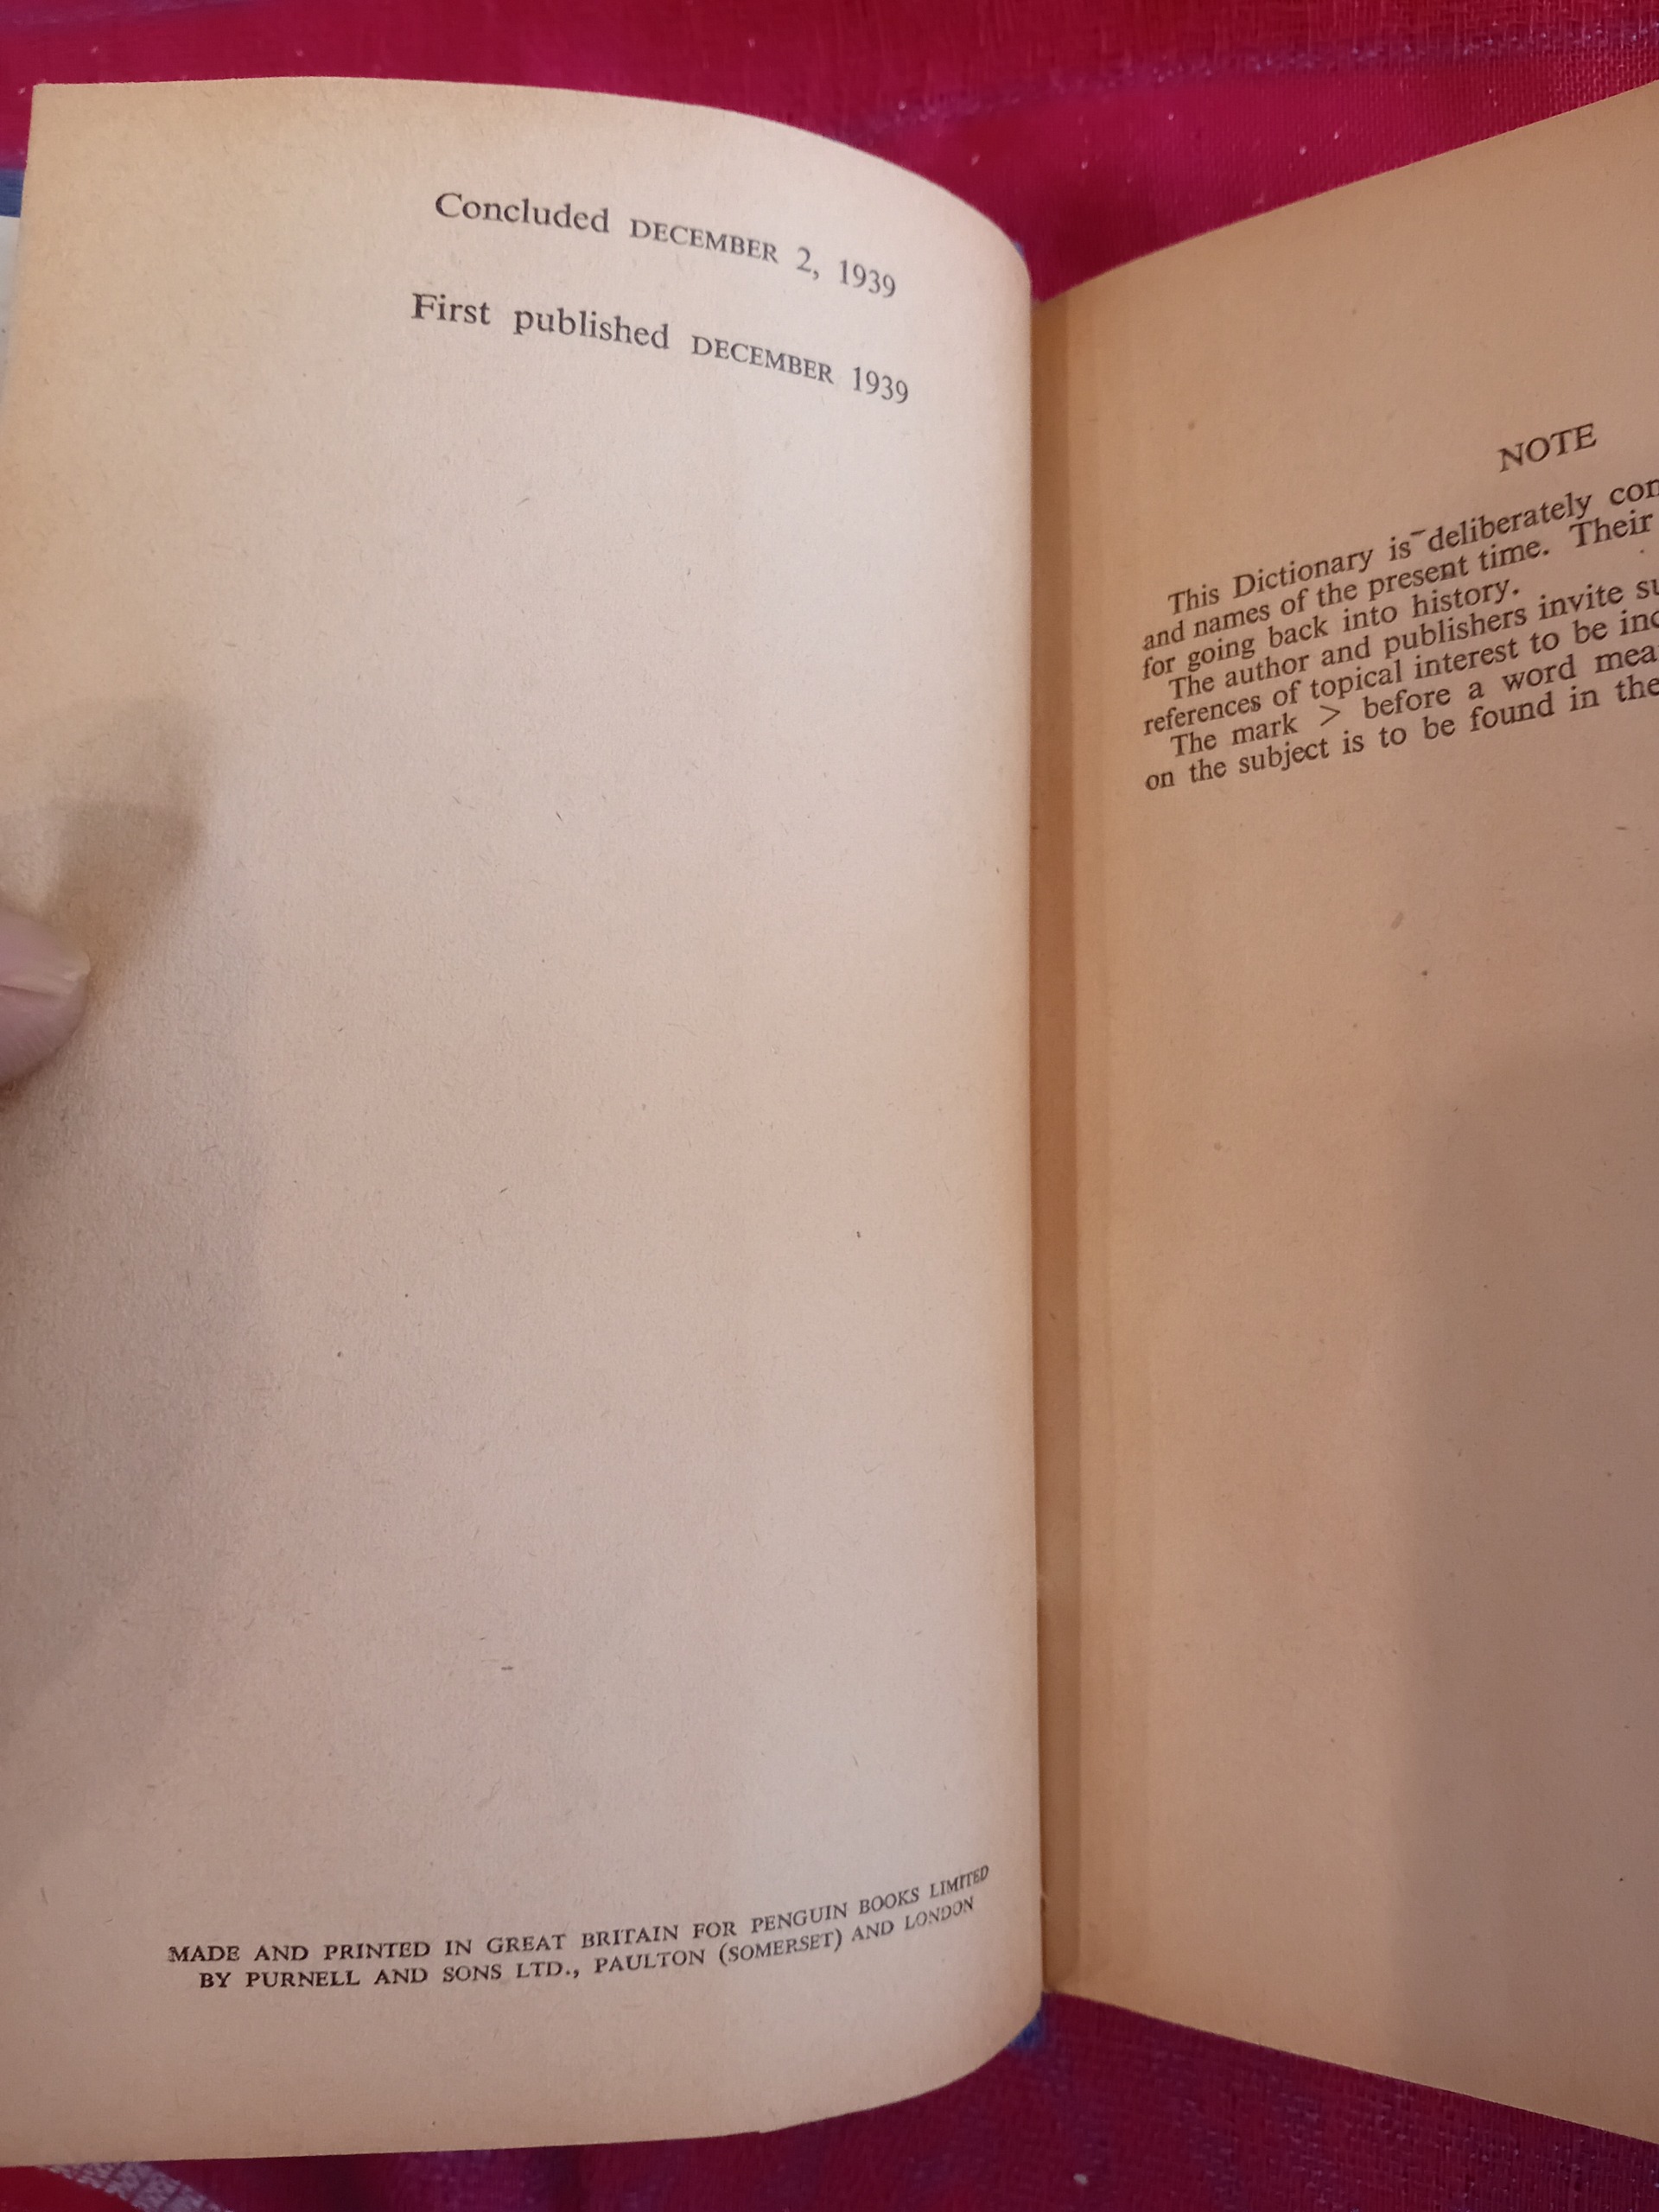 Concluded DECEMBER 2, 1939
First published DECEMBER 1939
MADE AND PRINTED IN GREAT BRITAIN FOR PENGUIN BOOKS LIMITED
BY PURNELL AND SONS LTD., PAULTON (SOMERSET) AND LONDON
NOTE
This Dictionary is deliberately
and names of the present time. Their
for going back into history.
The author and publishers invite
references of topical interest to be
The mark > before a word
on the subject is to be found in the